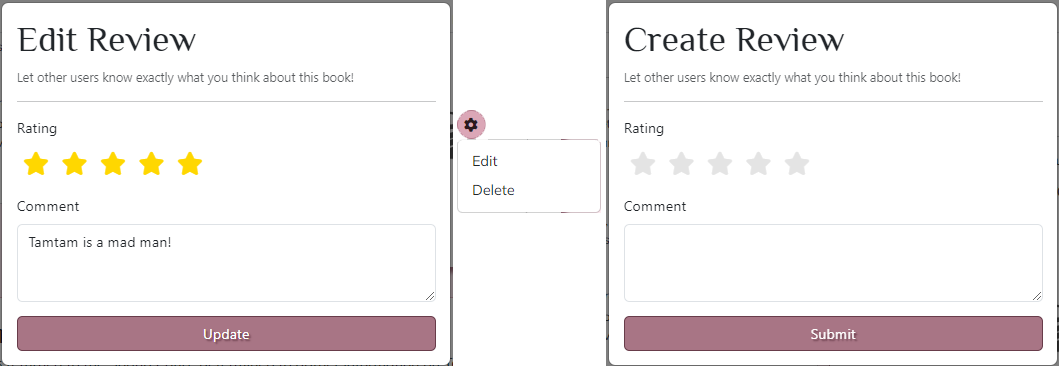 Edit Review
Let other users know exactly what you think about this book!
Rating
Comment
Tamtam is a mad man!
Update
Edit
Delete
Create Review
Let other users know exactly what you think about this book!
Rating
Comment
Submit